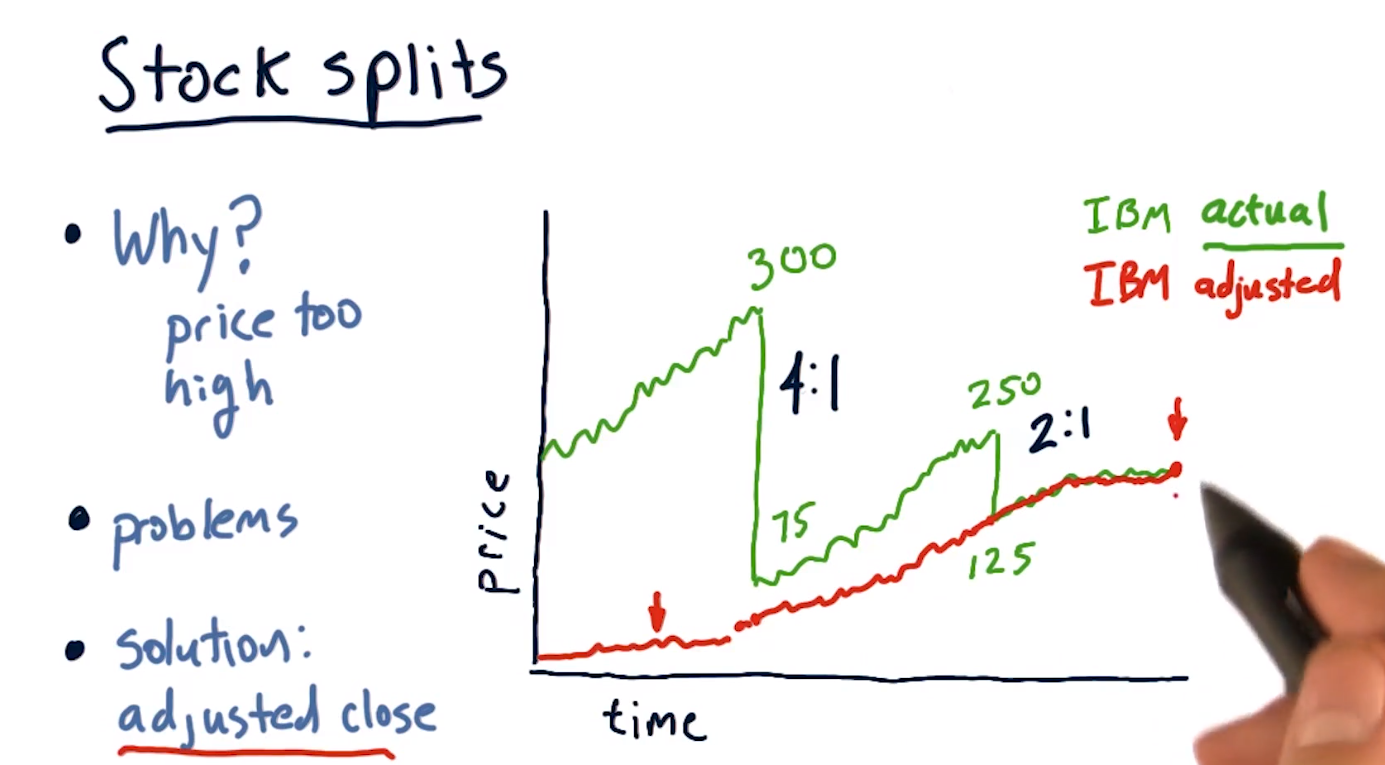 Stock splits
• Why?
price too
high
• problems
• solution:
adjusted close
IBM actual
IBM adjusted
300
4:1
250
2:1
75
125
price
time